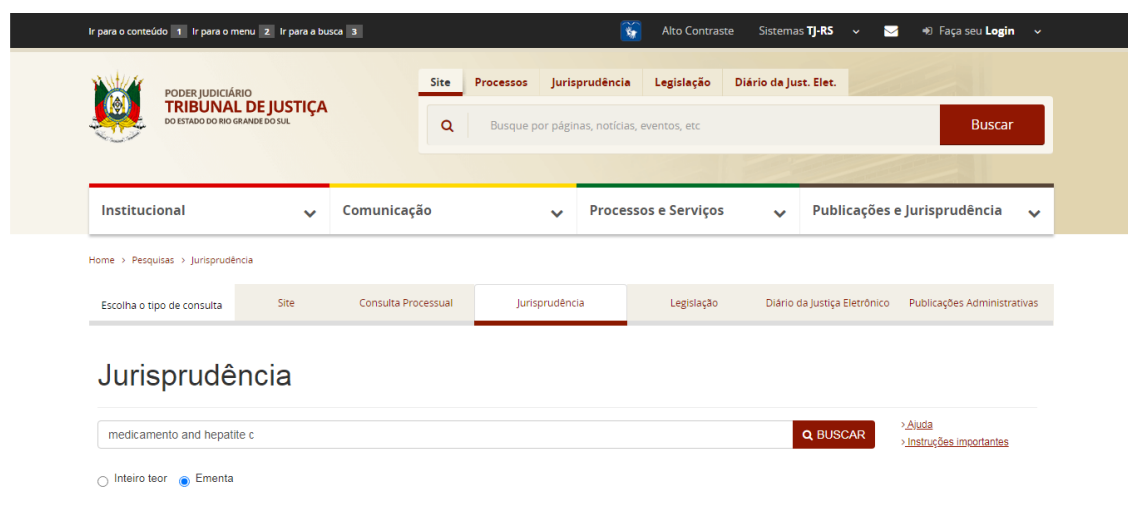 Ir para o conteúdo 1 Ir para o menu 2 Ir para a busca 3 Alto Contraste Sistemas TJ-RS Faça seu Login
Site Processos Jurisprudência Legislação Diário da Just. Elet.
PODER JUDICIÁRIO
TRIBUNAL DE JUSTIÇA
DO ESTADO DO RIO GRANDE DO SUL
Busque por páginas, notícias, eventos, etc Buscar
Institucional Comunicação Processos e Serviços Publicações e Jurisprudência
Home > Pesquisas > Jurisprudência
Escolha o tipo de consulta Site Consulta Processual Jurisprudência Legislação Diário da Justiça Eletrônico Publicações Administrativas
Jurisprudência
medicamento and hepatite c BUSCAR
> Ajuda
> Instruções importantes
Inteiro teor Ementa